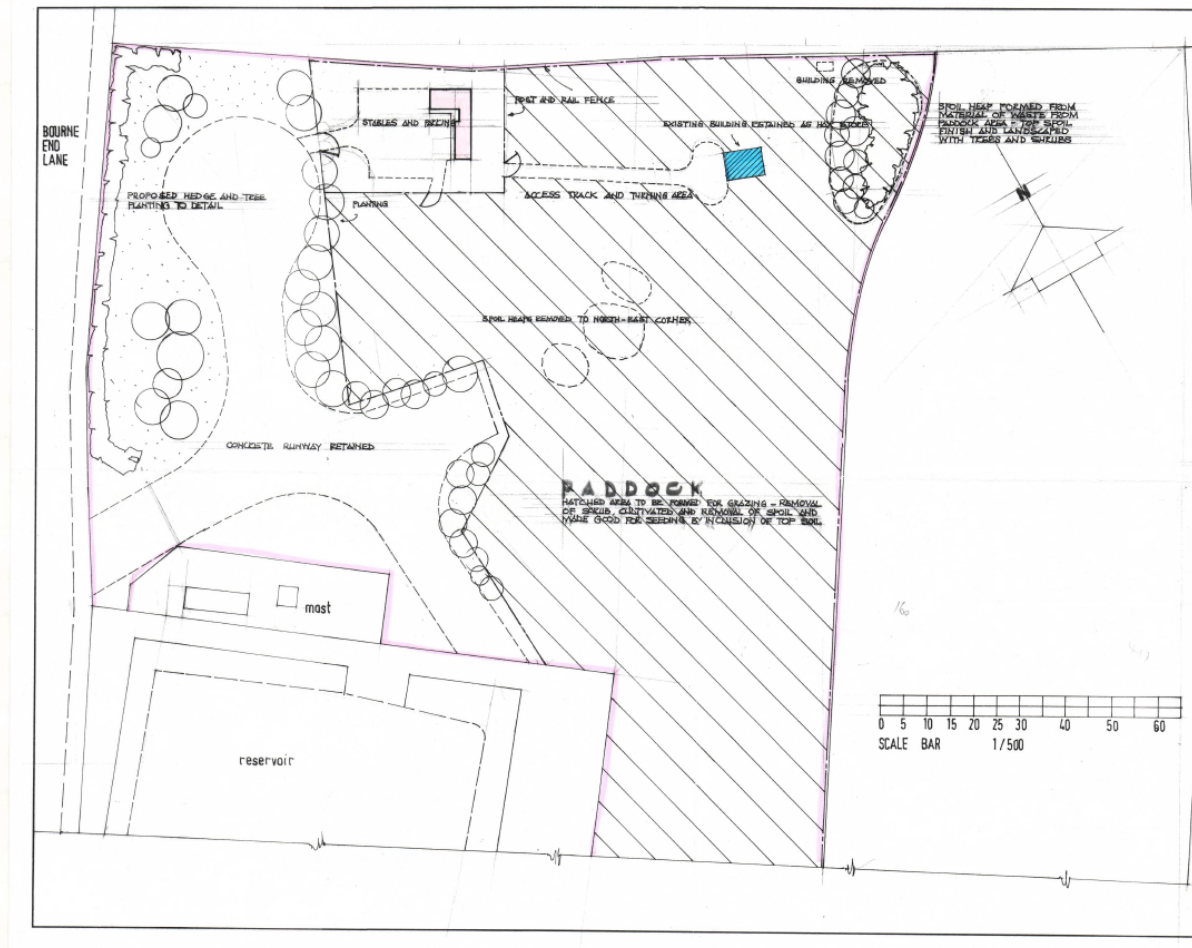 BUILDING REMOVED
POST AND RAIL FENCE
SPOIL HEAP FORMED FROM
MATERIAL OF WASTE FROM
PADDOCK AREA - TOP SPOIL
FINISH AND LANDSCAPED
WITH TREES AND SHRUBS
STABLES AND PARKING
EXISTING BUILDING RETAINED AS HAY STORE
BOURNE
END
LANE
PROPOSED HEDGE AND TREE
PLANTING TO DETAIL
PLANTING
ACCESS TRACK AND TURNING AREA
N
SPOIL HEAPS REMOVED TO NORTH-EAST CORNER
CONCRETE RUNWAY RETAINED
PADDOCK
HATCHED AREA TO BE FORMED FOR GRAZING - REMOVAL
OF SCRUB, CULTIVATED AND REMOVAL OF SPOIL AND
MADE GOOD FOR SEEDING BY INCLUSION OF TOP SOIL
mast
160
0 5 10 15 20 25 30 40 50 60
SCALE BAR 1/500
reservoir